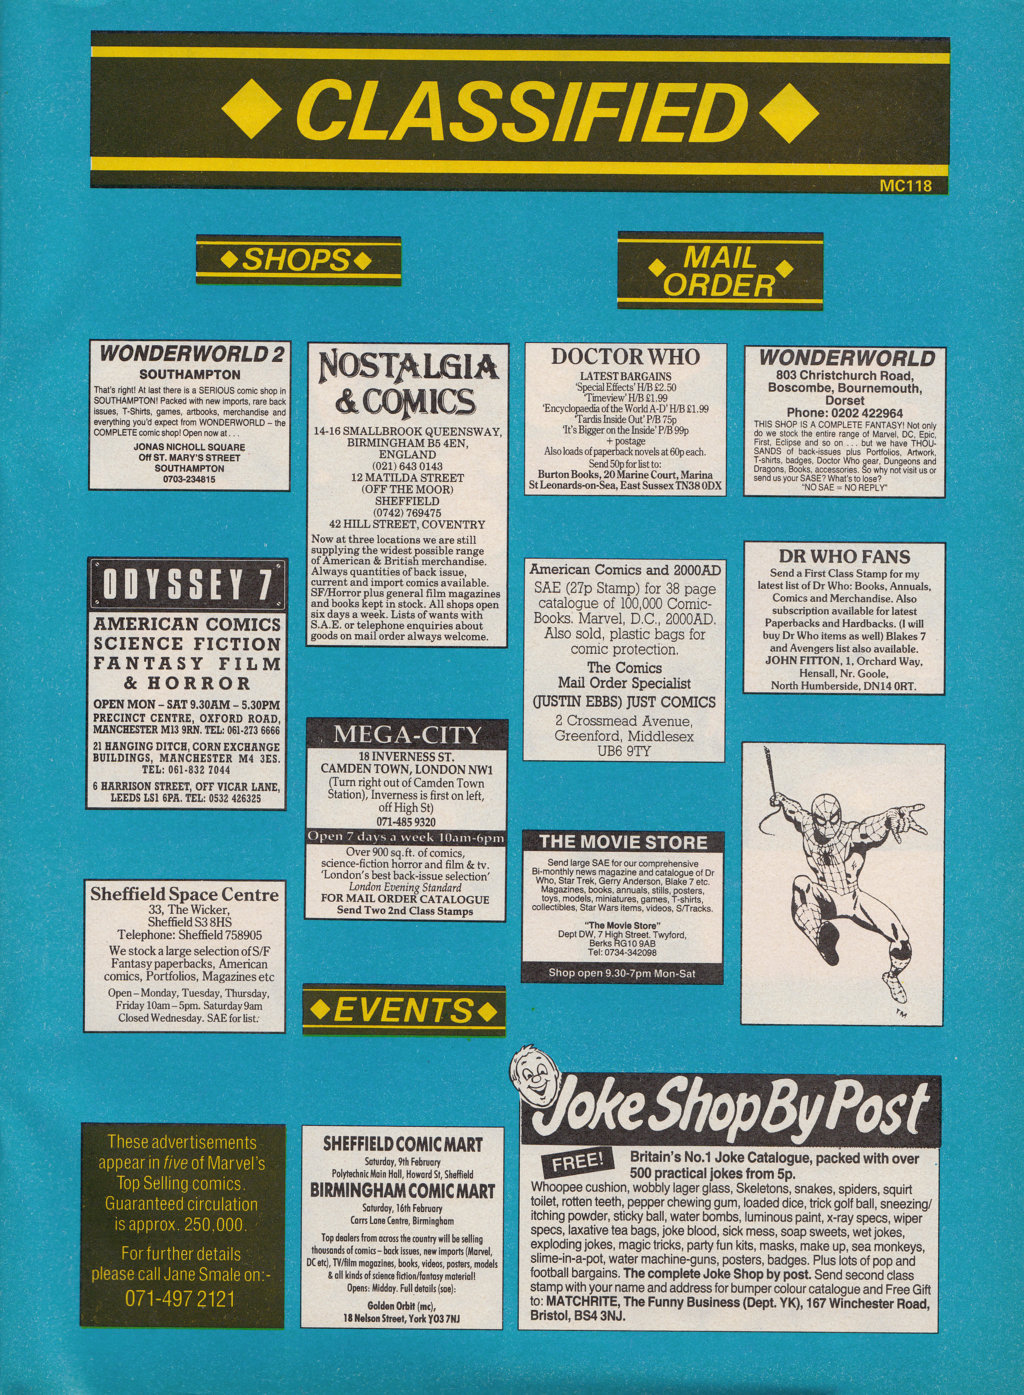 CLASSIFIED
MC118
SHOPS
WONDERWORLD 2
SOUTHAMPTON
That's right! At last there is a SERIOUS comic shop in
SOUTHAMPTON! Packed with new imports, rare back
issues, T-Shirts, games, artbooks, merchandise and
everything you'd expect from WONDERWORLD – the
COMPLETE comic shop! Open now at . . .
JONAS NICHOLL SQUARE
Off ST. MARY'S STREET
SOUTHAMPTON
0703-234815
ODYSSEY 7
AMERICAN COMICS
SCIENCE FICTION
FANTASY FILM
& HORROR
OPEN MON – SAT 9.30AM – 5.30PM
PRECINCT CENTRE, OXFORD ROAD,
MANCHESTER M13 9RN. TEL: 061-273 6666
21 HANGING DITCH, CORN EXCHANGE
BUILDINGS, MANCHESTER M4 3ES.
TEL: 061-832 7044
6 HARRISON STREET, OFF VICAR LANE,
LEEDS LS1 6PA. TEL: 0532 426325
Sheffield Space Centre
33, The Wicker,
Sheffield S3 8HS
Telephone: Sheffield 758905
We stock a large selection of S/F
Fantasy paperbacks, American
comics, Portfolios, Magazines etc
Open – Monday, Tuesday, Thursday,
Friday 10am – 5pm. Saturday 9am
Closed Wednesday. SAE for list.
NOSTALGIA
& COMICS
14-16 SMALLBROOK QUEENSWAY,
BIRMINGHAM B5 4EN,
ENGLAND
(021) 643 0143
12 MATILDA STREET
(OFF THE MOOR)
SHEFFIELD
(0742) 769475
42 HILL STREET, COVENTRY
Now at three locations we are still
supplying the widest possible range
of American & British merchandise.
Always quantities of back issue,
current and import comics available.
SF/Horror plus general film magazines
and books kept in stock. All shops open
six days a week. Lists of wants with
S.A.E. or telephone enquiries about
goods on mail order always welcome.
MEGA-CITY
18 INVERNESS ST.
CAMDEN TOWN, LONDON NW1
(Turn right out of Camden Town
Station), Inverness is first on left,
off High St)
071-485 9320
Open 7 days a week 10am-6pm
Over 900 sq.ft. of comics,
science-fiction horror and film & tv.
'London's best back-issue selection'
London Evening Standard
FOR MAIL ORDER CATALOGUE
Send Two 2nd Class Stamps
MAIL
ORDER
DOCTOR WHO
LATEST BARGAINS
'Special Effects' H/B £2.50
'Timeview' H/B £1.99
'Encyclopaedia of the World A-D' H/B £1.99
'Tardis Inside Out' P/B 75p
'It's Bigger on the Inside' P/B 99p
+ postage
Also loads of paperback novels at 60p each.
Send 50p for list to:
Burton Books, 20 Marine Court, Marina
St Leonards-on-Sea, East Sussex TN38 0DX
American Comics and 2000AD
SAE (27p Stamp) for 38 page
catalogue of 100,000 Comic-
Books. Marvel, D.C., 2000AD.
Also sold, plastic bags for
comic protection.
The Comics
Mail Order Specialist
(JUSTIN EBBS) JUST COMICS
2 Crossmead Avenue,
Greenford, Middlesex
UB6 9TY
THE MOVIE STORE
Send large SAE for our comprehensive
Bi-monthly news magazine and catalogue of Dr
Who, Star Trek, Gerry Anderson, Blake 7 etc.
Magazines, books, annuals, stills, posters,
toys, models, miniatures, games, T-shirts,
collectibles, Star Wars items, videos, S/Tracks.
"The Movie Store"
Dept DW, 7 High Street. Twyford,
Berks RG10 9AB
Tel: 0734-342098
Shop open 9.30-7pm Mon-Sat
WONDERWORLD
803 Christchurch Road,
Boscombe, Bournemouth,
Dorset
Phone: 0202 422964
THIS SHOP IS A COMPLETE FANTASY! Not only
do we stock the entire range of Marvel, DC, Epic,
First, Eclipse and so on . . . but we have THOU-
SANDS of back-issues plus Portfolios, Artwork,
T-shirts, badges, Doctor Who gear, Dungeons and
Dragons, Books, accessories. So why not visit us or
send us your SASE? What's to lose?
"NO SAE = NO REPLY"
DR WHO FANS
Send a First Class Stamp for my
latest list of Dr Who: Books, Annuals,
Comics and Merchandise. Also
subscription available for latest
Paperbacks and Hardbacks. (I will
buy Dr Who items as well) Blakes 7
and Avengers list also available.
JOHN FITTON, 1, Orchard Way,
Hensall, Nr. Goole,
North Humberside, DN14 0RT.
TM
EVENTS
These advertisements
appear in five of Marvel's
Top Selling comics.
Guaranteed circulation
is approx. 250,000.
For further details
please call Jane Smale on:-
071-497 2121
SHEFFIELD COMIC MART
Saturday, 9th February
Polytechnic Main Hall, Howard St, Sheffield
BIRMINGHAM COMIC MART
Saturday, 16th February
Carrs Lane Centre, Birmingham
Top dealers from across the country will be selling
thousands of comics – back issues, new imports (Marvel,
DC etc), TV/film magazines, books, videos, posters, models
& all kinds of science fiction/fantasy material!
Opens: Midday. Full details (sae):
Golden Orbit (mc),
18 Nelson Street, York YO3 7NJ
Joke Shop By Post
FREE!
Britain's No.1 Joke Catalogue, packed with over
500 practical jokes from 5p.
Whoopee cushion, wobbly lager glass, Skeletons, snakes, spiders, squirt
toilet, rotten teeth, pepper chewing gum, loaded dice, trick golf ball, sneezing/
itching powder, sticky ball, water bombs, luminous paint, x-ray specs, wiper
specs, laxative tea bags, joke blood, sick mess, soap sweets, wet jokes,
exploding jokes, magic tricks, party fun kits, masks, make up, sea monkeys,
slime-in-a-pot, water machine-guns, posters, badges. Plus lots of pop and
football bargains. The complete Joke Shop by post. Send second class
stamp with your name and address for bumper colour catalogue and Free Gift
to: MATCHRITE, The Funny Business (Dept. YK), 167 Winchester Road,
Bristol, BS4 3NJ.